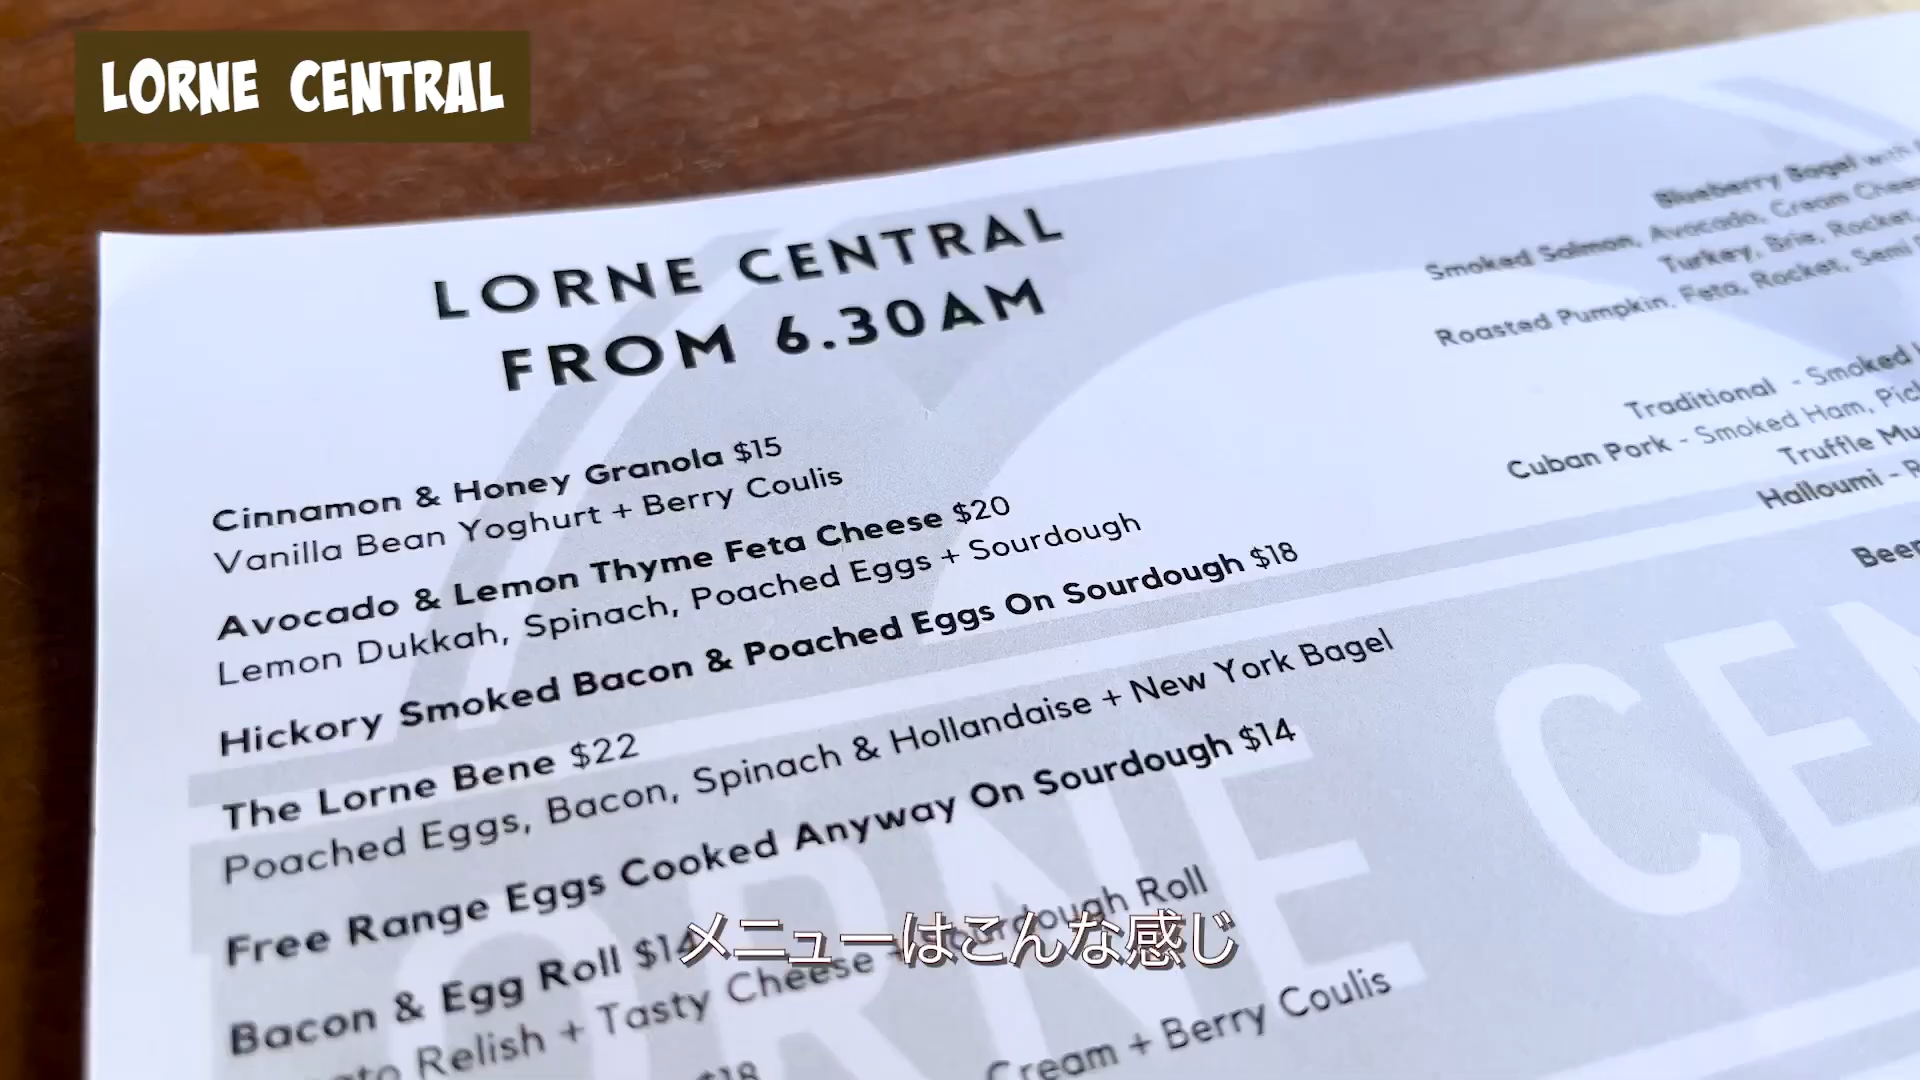 LORNE CENTRAL
LORNE CENTRAL
FROM 6.30AM
Cinnamon & Honey Granola $15
Vanilla Bean Yoghurt + Berry Coulis
Avocado & Lemon Thyme Feta Cheese $20
Lemon Dukkah, Spinach, Poached Eggs + Sourdough
Hickory Smoked Bacon & Poached Eggs On Sourdough $18
The Lorne Bene $22
Poached Eggs, Bacon, Spinach & Hollandaise + New York Bagel
Free Range Eggs Cooked Anyway On Sourdough $14
Bacon & Egg Roll $14
Relish + Tasty Cheese + Sourdough Roll
$18
Cream + Berry Coulis
Blueberry Bagel with
Smoked Salmon, Avocado, Cream
Turkey, Brie, Rocket,
Roasted Pumpkin, Feta, Rocket, Semi
Traditional - Smoked
Cuban Pork - Smoked Ham,
Truffle
Halloumi -
メニューはこんな感じ